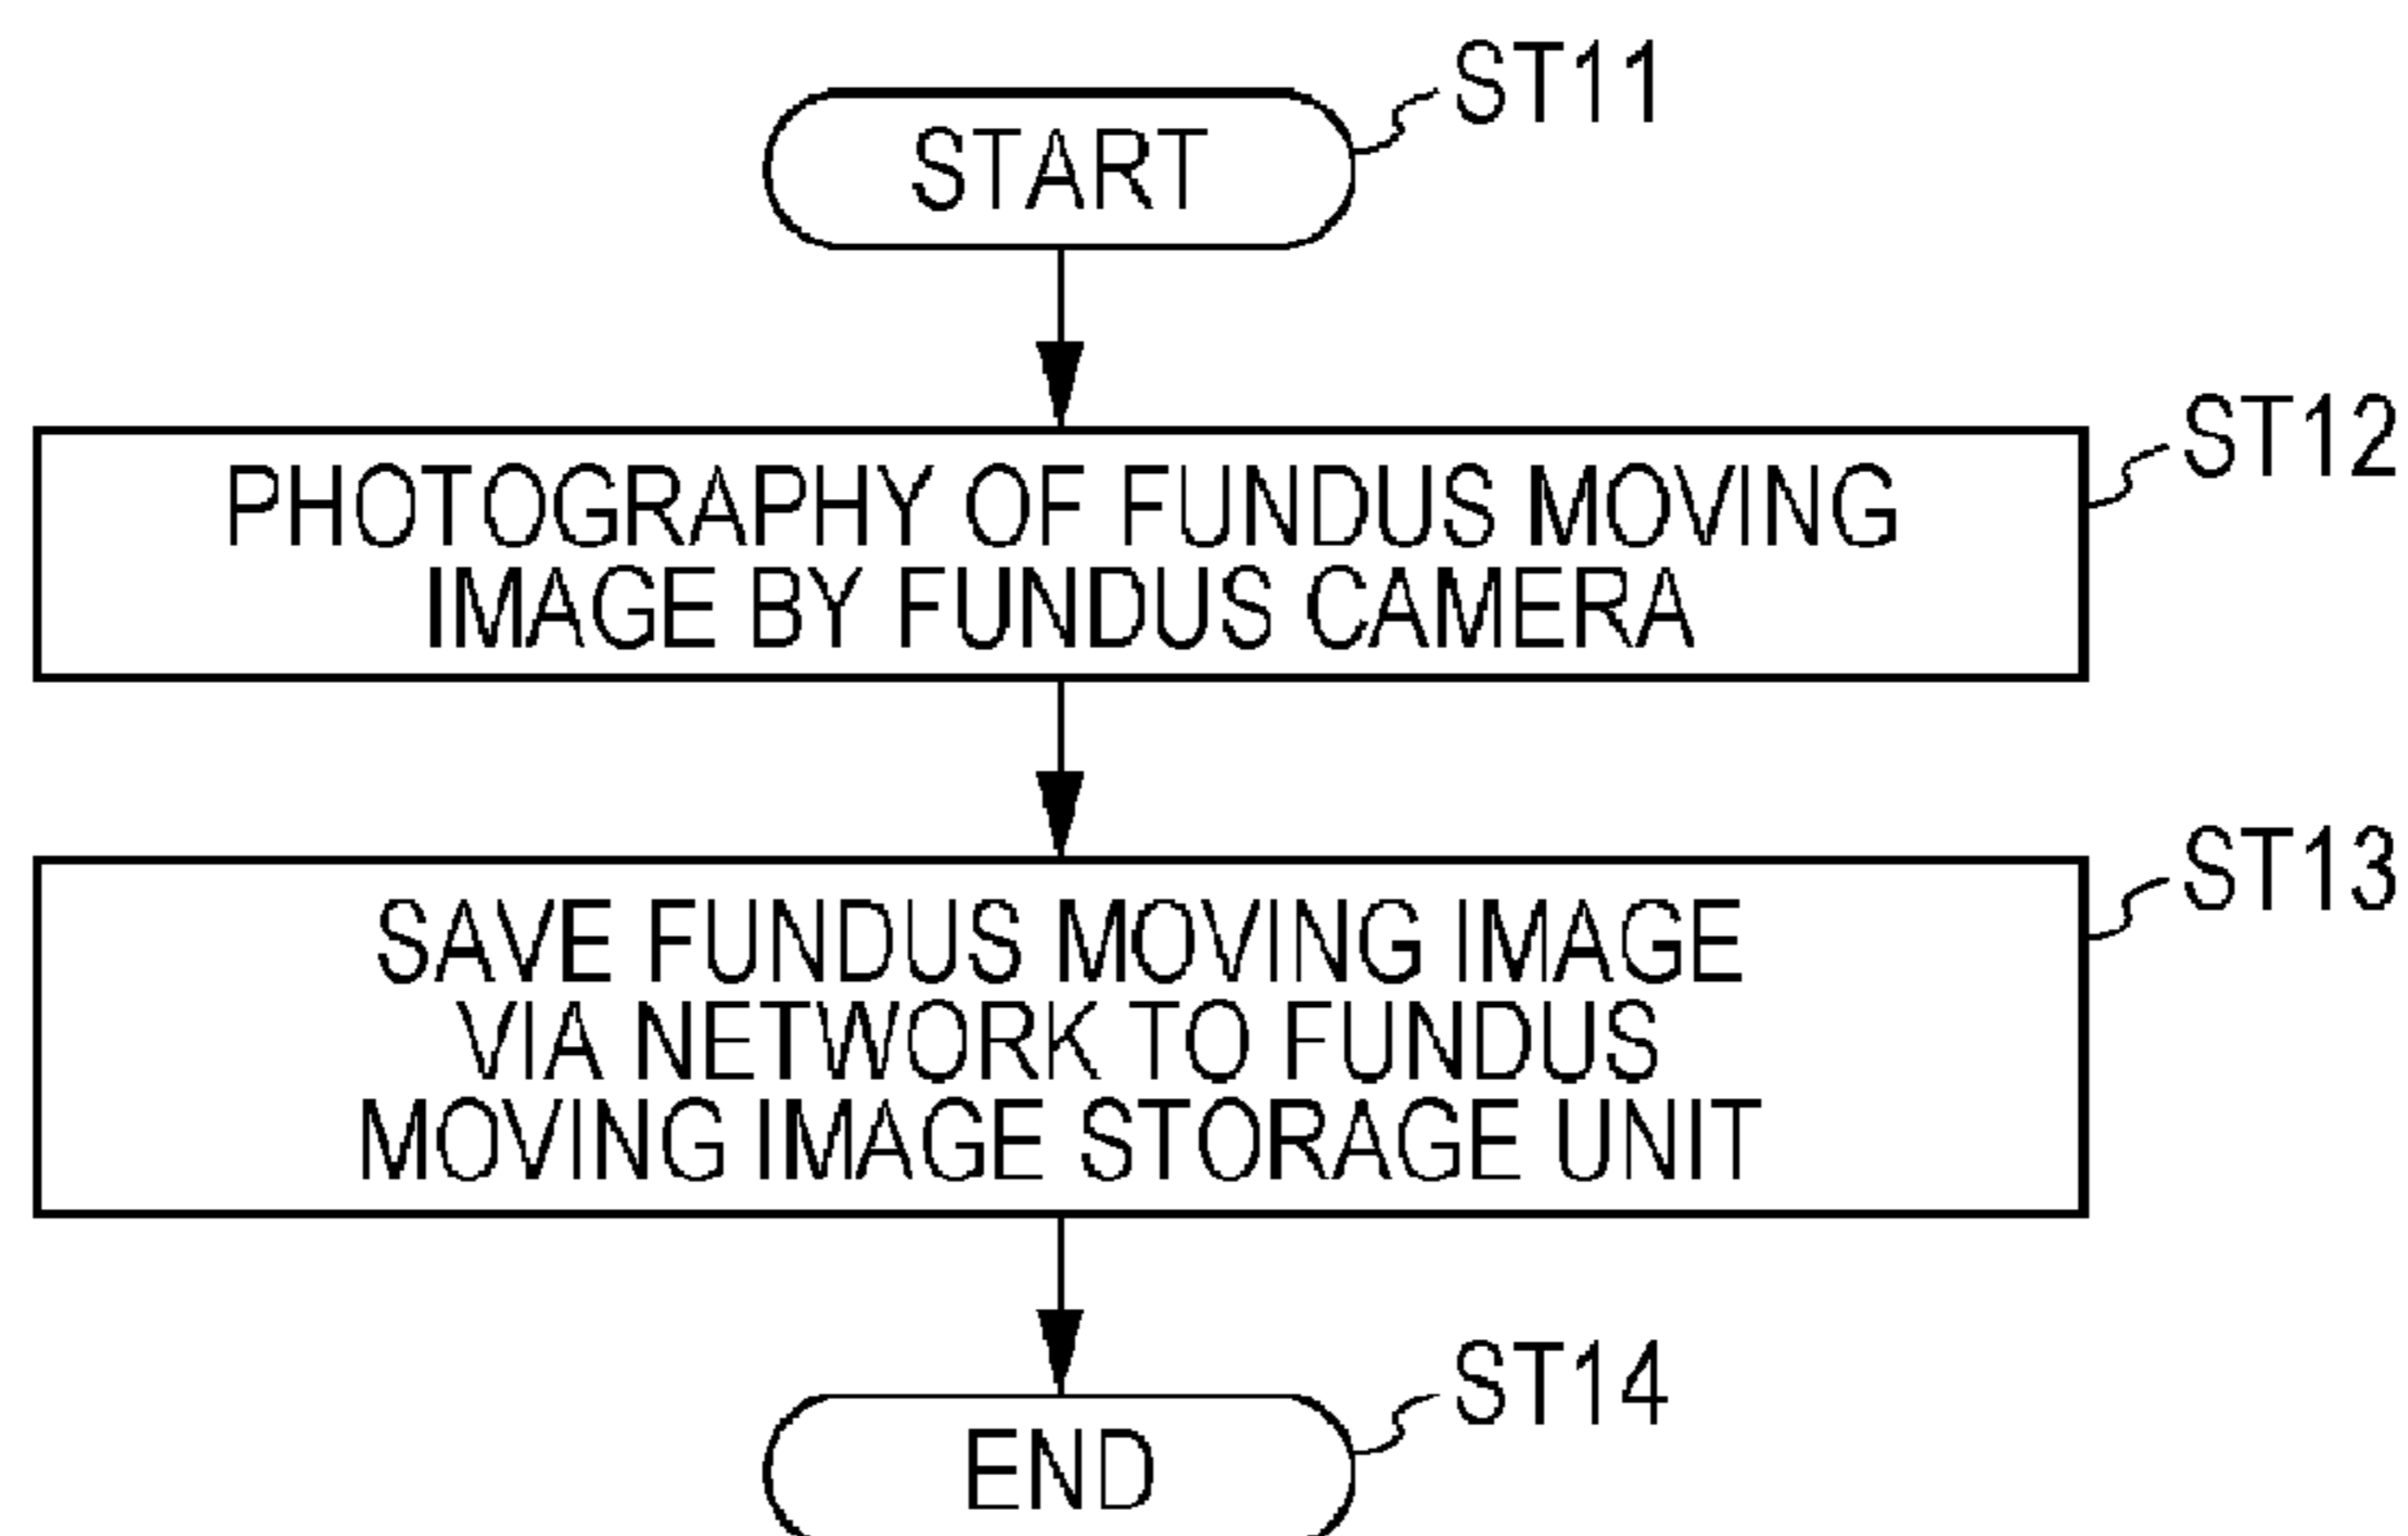 START
ST11
PHOTOGRAPHY OF FUNDUS MOVING
IMAGE BY FUNDUS CAMERA
ST12
SAVE FUNDUS MOVING IMAGE
VIA NETWORK TO FUNDUS
MOVING IMAGE STORAGE UNIT
ST13
END
ST14